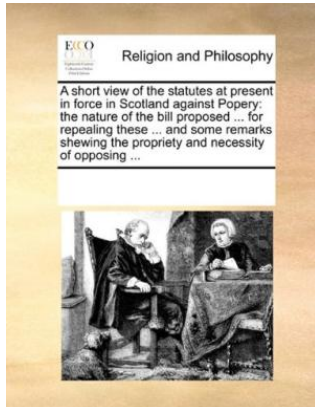 ECCO
Religion and Philosophy
A short view of the statutes at present
in force in Scotland against Popery:
the nature of the bill proposed ... for
repealing these ... and some remarks
shewing the propriety and necessity
of opposing ...